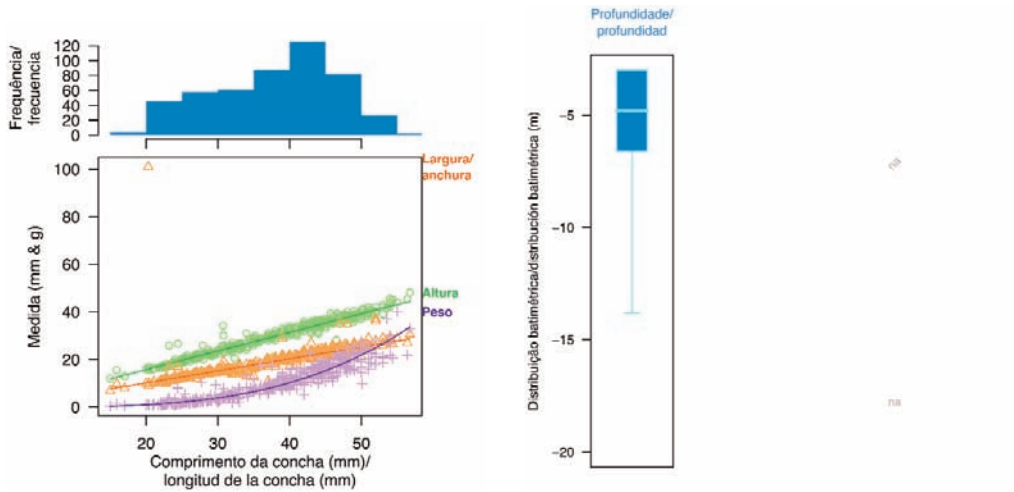 Frequência/
frecuencia
120
100
80
60
40
20
0
Medida (mm & g)
100
80
60
40
20
0
Largura/
anchura
Altura
Peso
20 30 40 50
Comprimento da concha (mm)/
longitud de la concha (mm)
Profundidade/
profundidad
Distribuição batimétrica/distribución batimétrica (m)
−5
−10
−15
−20
na
na